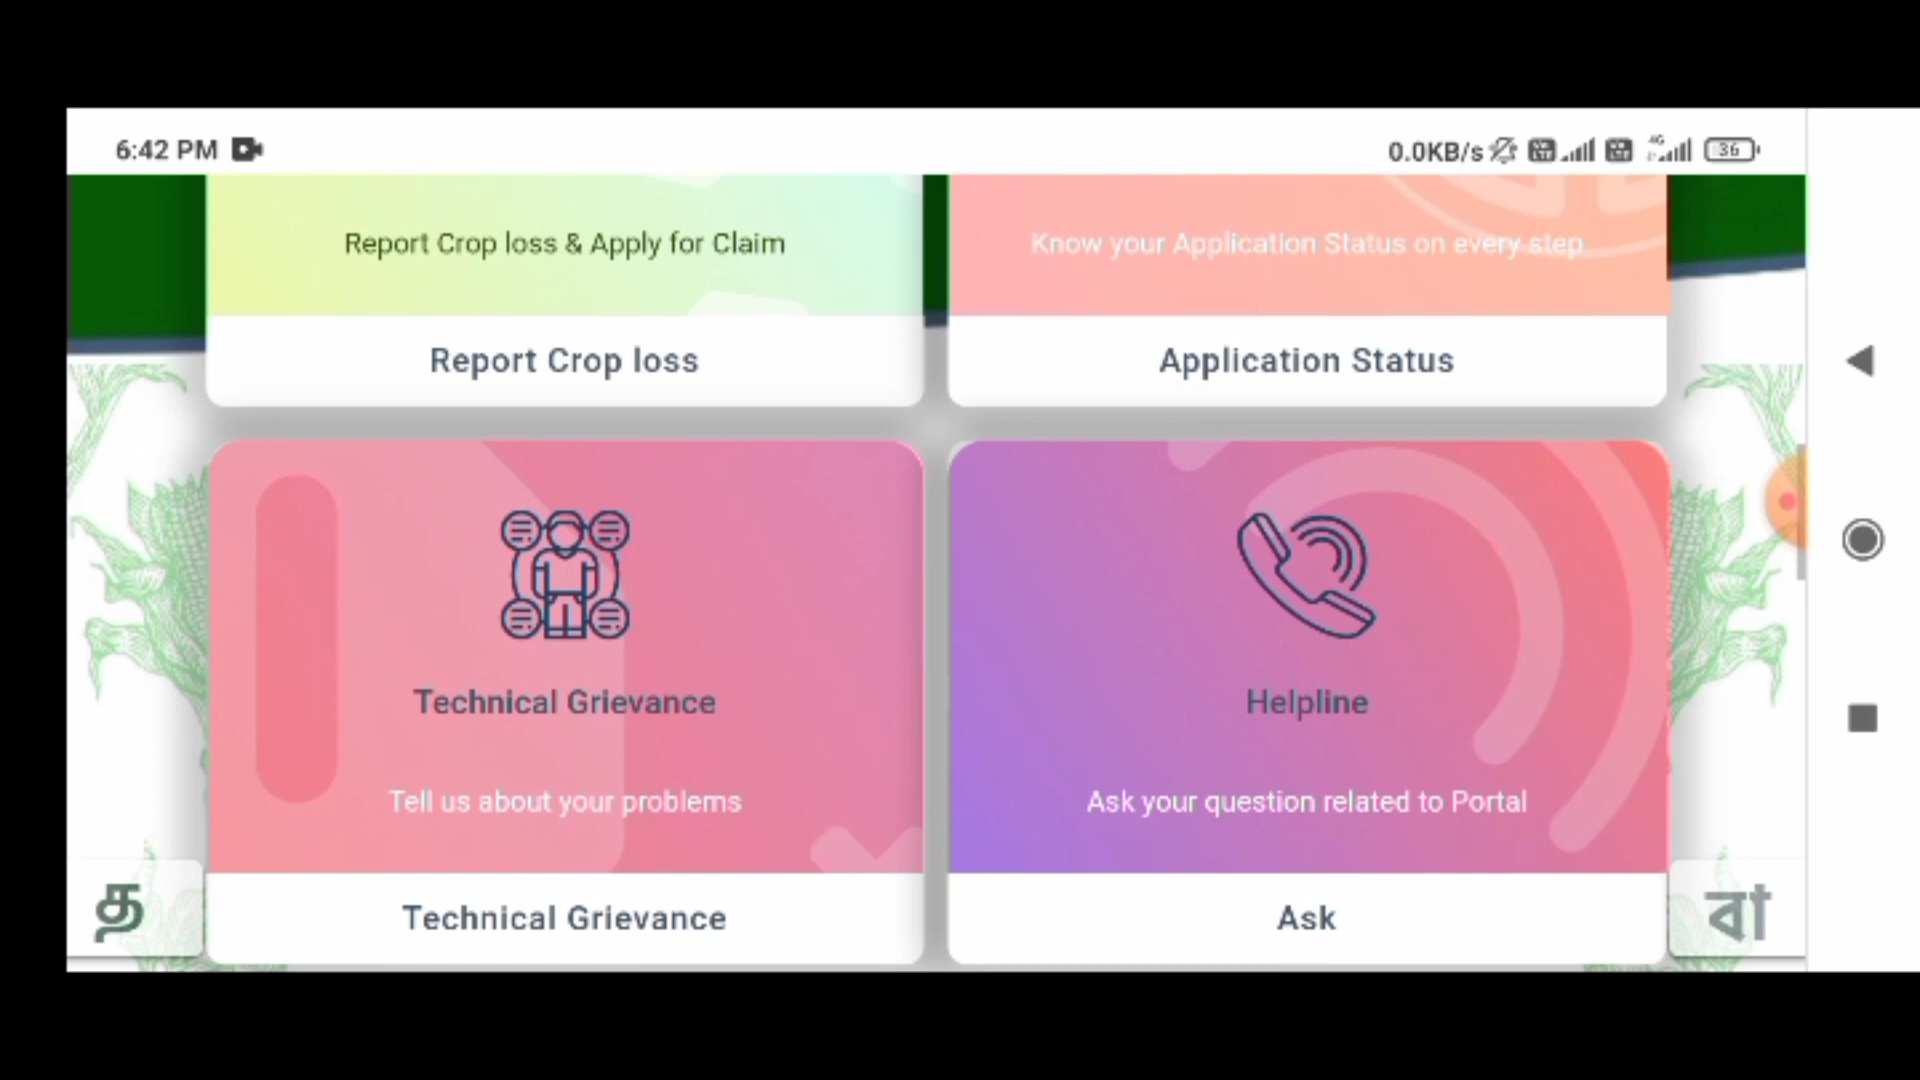 6:42 PM
0.0KB/s 4G 36
Report Crop loss & Apply for Claim
Know your Application Status on every step
Report Crop loss
Application Status
Technical Grievance
Helpline
Tell us about your problems
Ask your question related to Portal
த
বা
Technical Grievance
Ask